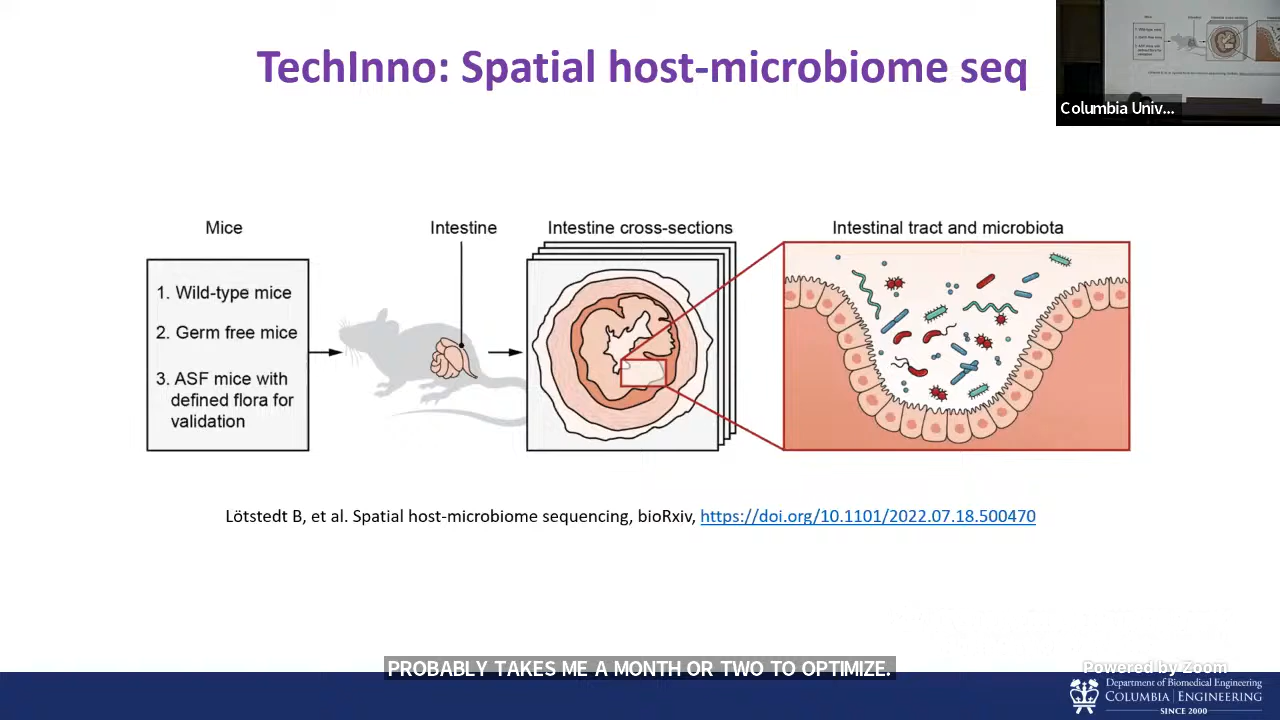 TechInno: Spatial host-microbiome seq
Columbia Univ...
Mice
Intestine
Intestine cross-sections
Intestinal tract and microbiota
1. Wild-type mice
2. Germ free mice
3. ASF mice with
defined flora for
validation
Lötstedt B, et al. Spatial host-microbiome sequencing, bioRxiv, https://doi.org/10.1101/2022.07.18.500470
PROBABLY TAKES ME A MONTH OR TWO TO OPTIMIZE.
Powered by Zoom
Department of Biomedical Engineering
COLUMBIA | ENGINEERING
SINCE 2000